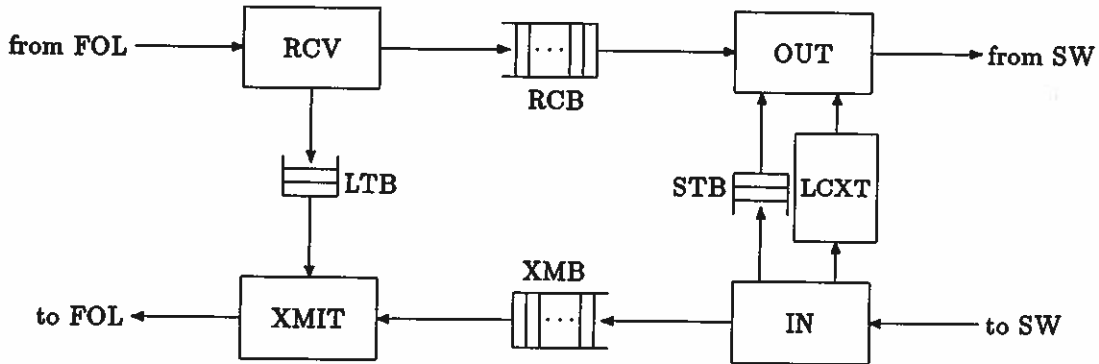 from FOL
RCV
RCB
OUT
from SW
LTB
STB
LCXT
to FOL
XMIT
XMB
IN
to SW